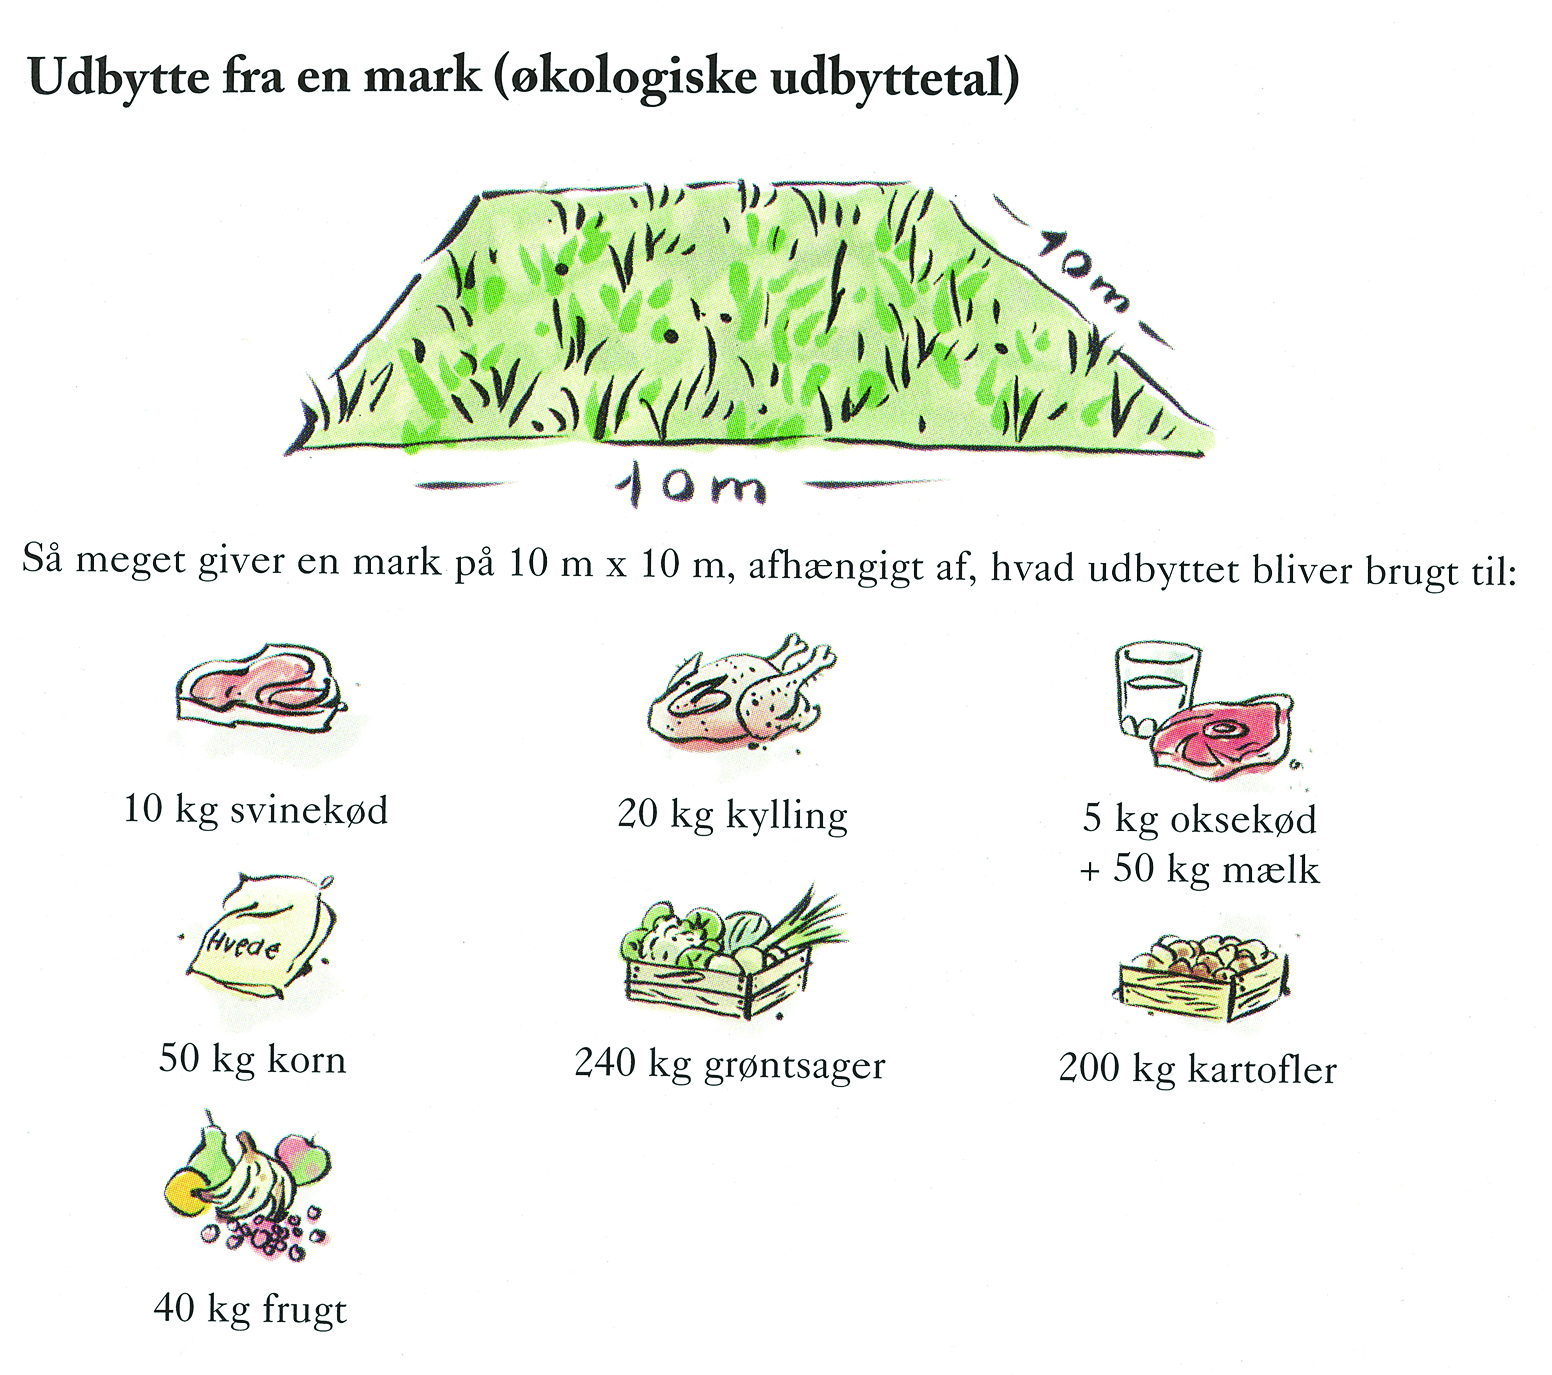 Udbytte fra en mark (økologiske udbyttetal)
10m
10m
Så meget giver en mark på 10 m x 10 m, afhængigt af, hvad udbyttet bliver brugt til:
10 kg svinekød
20 kg kylling
5 kg oksekød
+ 50 kg mælk
Hvede
50 kg korn
240 kg grøntsager
200 kg kartofler
40 kg frugt